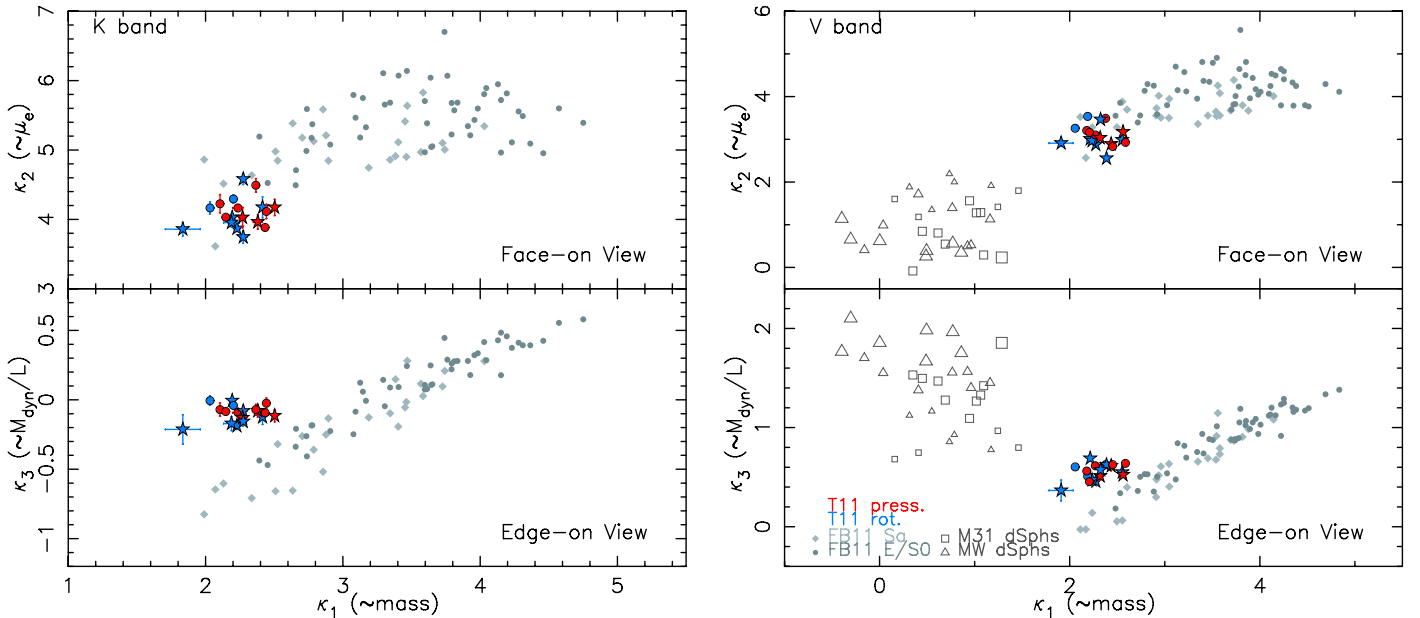 K band
7
6
5
4
3
κ₂ (~μₑ)
Face-on View
0.5
0
-0.5
-1
κ₃ (~M_dyn/L)
Edge-on View
1 2 3 4 5
κ₁ (~mass)
V band
6
4
2
0
κ₂ (~μₑ)
Face-on View
2
1
0
κ₃ (~M_dyn/L)
T11 press.
T11 rot.
FB11 Sa
FB11 E/S0
M31 dSphs
MW dSphs
Edge-on View
0 2 4
κ₁ (~mass)